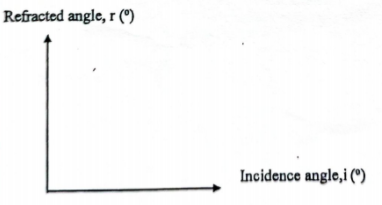 Refracted angle, r (º)
Incidence angle,i (º)